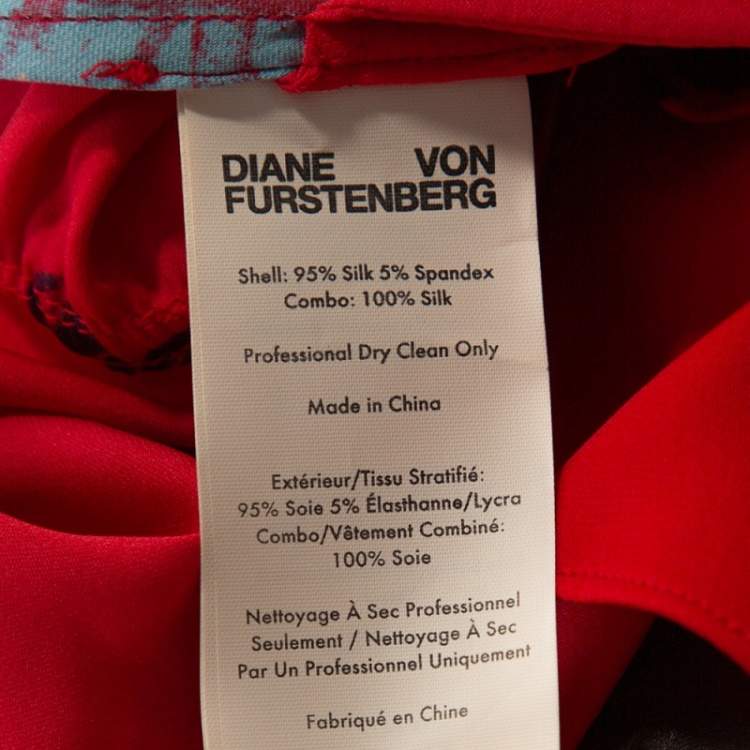 DIANE VON
FURSTENBERG
Shell: 95% Silk 5% Spandex
Combo: 100% Silk
Professional Dry Clean Only
Made in China
Extérieur/Tissu Stratifié:
95% Soie 5% Élasthanne/Lycra
Combo/Vêtement Combiné:
100% Soie
Nettoyage À Sec Professionnel
Seulement / Nettoyage À Sec
Par Un Professionnel Uniquement
Fabriqué en Chine